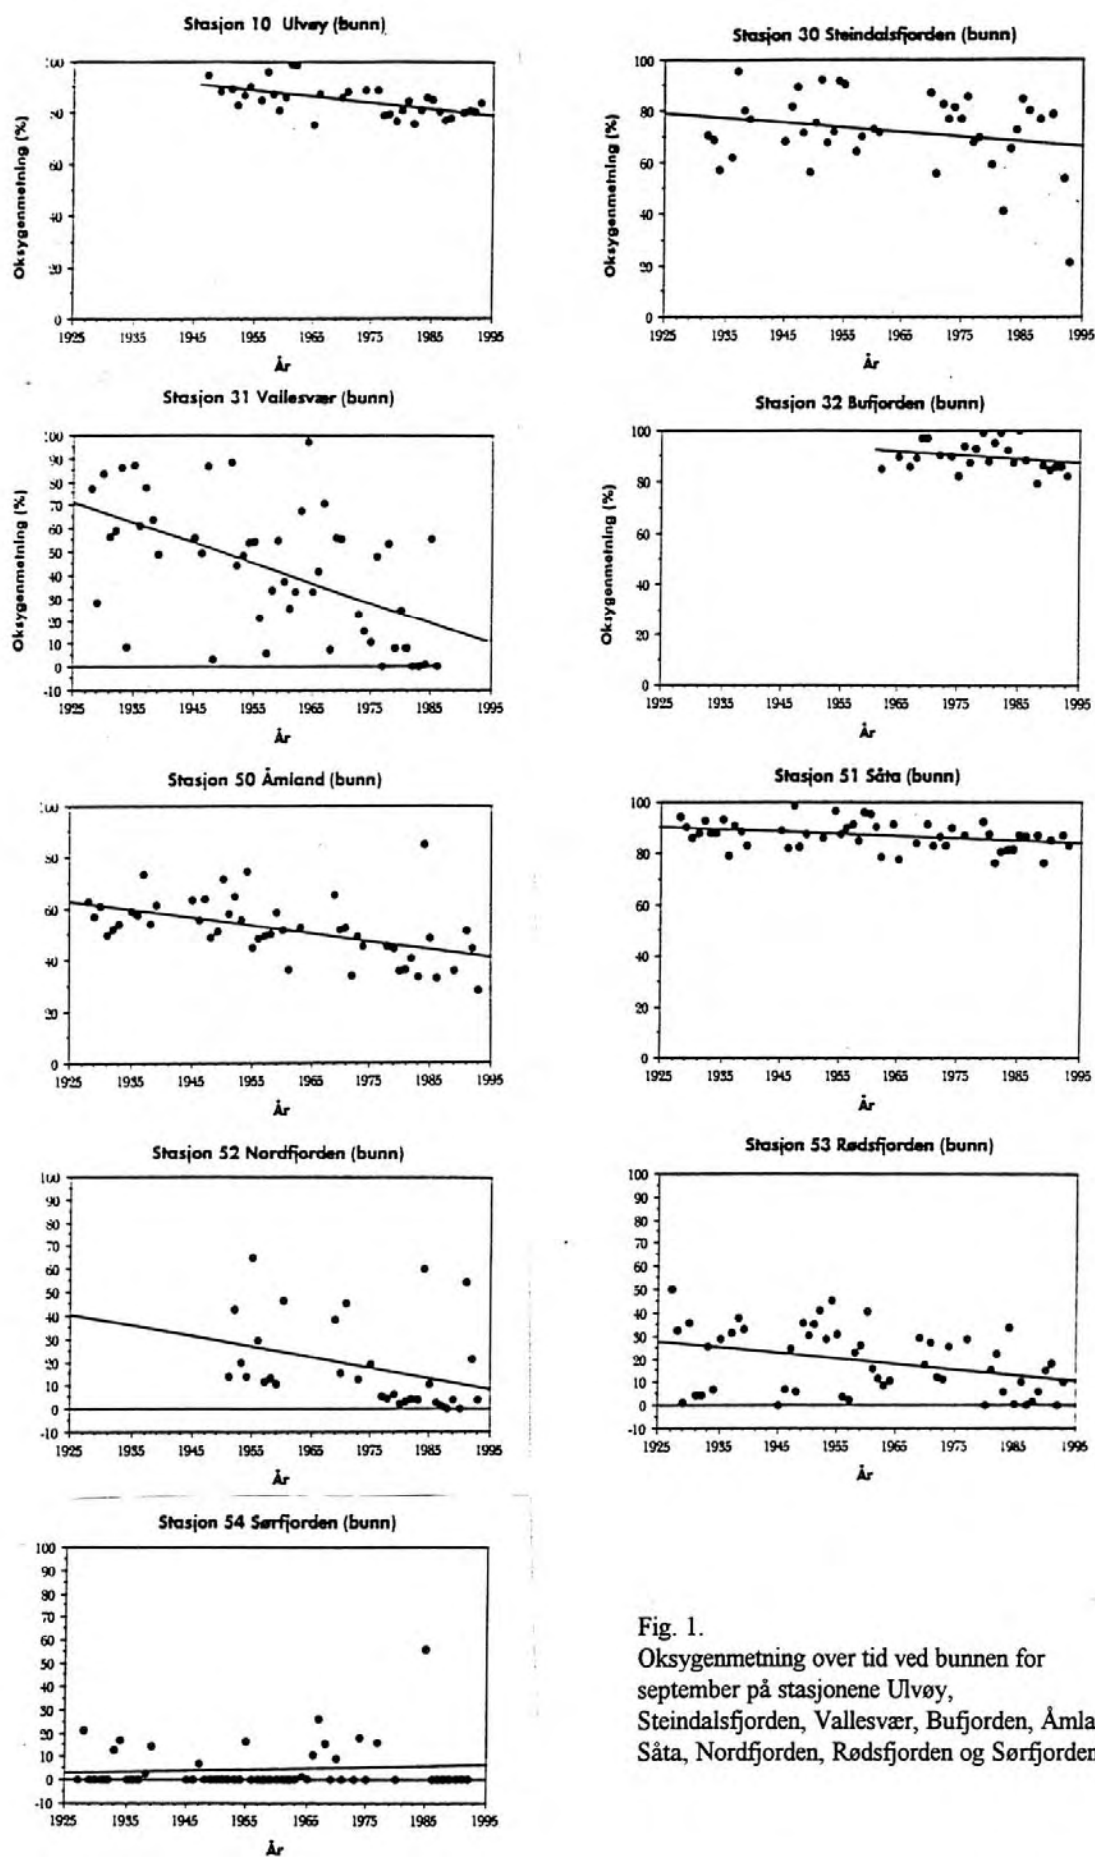 Stasjon 10 Ulvøy (bunn)
Oksygenmetning (%)
100
80
60
40
20
0
1925 1935 1945 1955 1965 1975 1985 1995
År
Stasjon 30 Steindalsfjorden (bunn)
Oksygenmetning (%)
100
80
60
40
20
0
1925 1935 1945 1955 1965 1975 1985 1995
År
Stasjon 31 Vallesvær (bunn)
Oksygenmetning (%)
100
90
80
70
60
50
40
30
20
10
0
-10
1925 1935 1945 1955 1965 1975 1985 1995
År
Stasjon 32 Bufjorden (bunn)
Oksygenmetning (%)
100
80
60
40
20
0
1925 1935 1945 1955 1965 1975 1985 1995
År
Stasjon 50 Åmland (bunn)
100
80
60
40
20
0
1925 1935 1945 1955 1965 1975 1985 1995
År
Stasjon 51 Såta (bunn)
100
80
60
40
20
0
1925 1935 1945 1955 1965 1975 1985 1995
År
Stasjon 52 Nordfjorden (bunn)
100
90
80
70
60
50
40
30
20
10
0
-10
1925 1935 1945 1955 1965 1975 1985 1995
År
Stasjon 53 Rødsfjorden (bunn)
100
90
80
70
60
50
40
30
20
10
0
-10
1925 1935 1945 1955 1965 1975 1985 1995
År
Stasjon 54 Sørfjorden (bunn)
100
90
80
70
60
50
40
30
20
10
0
-10
1925 1935 1945 1955 1965 1975 1985 1995
År
Fig. 1.
Oksygenmetning over tid ved bunnen for
september på stasjonene Ulvøy,
Steindalsfjorden, Vallesvær, Bufjorden, Åmla
Såta, Nordfjorden, Rødsfjorden og Sørfjorden